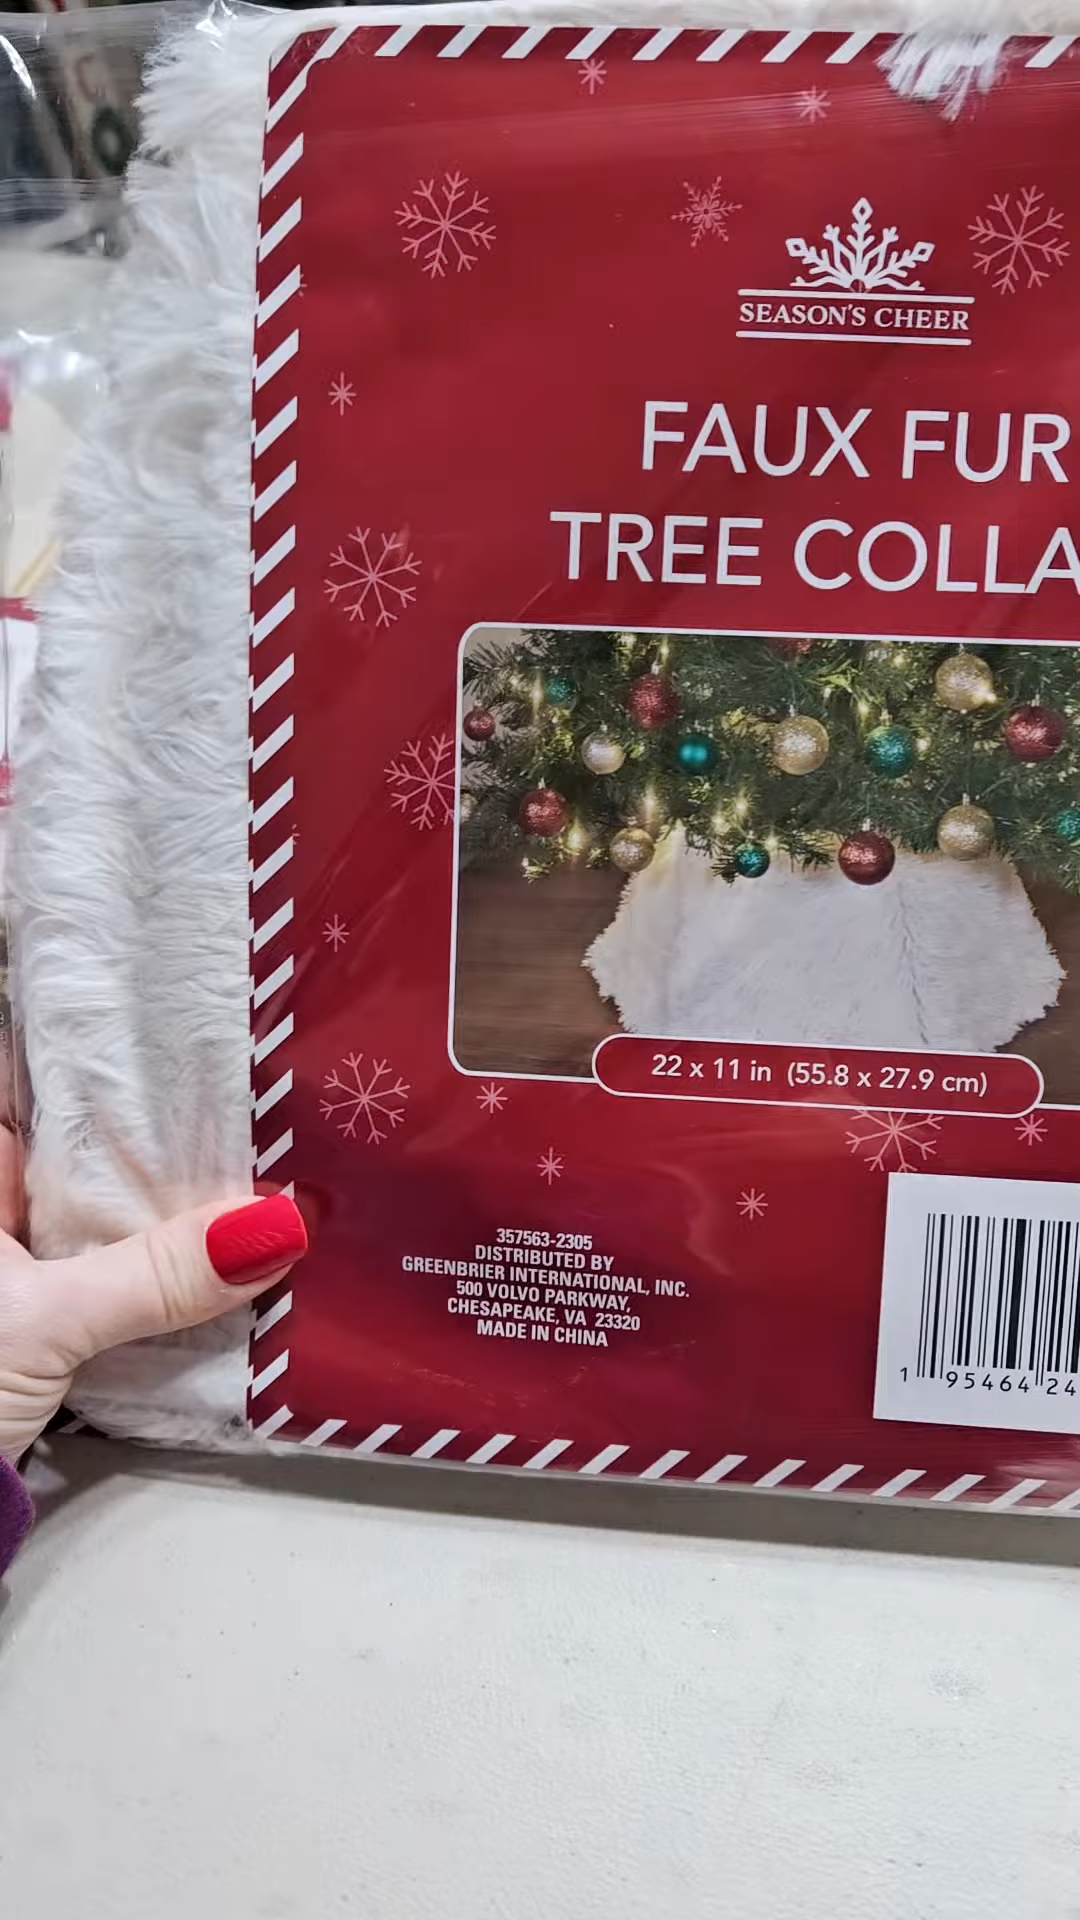 SEASON'S CHEER
FAUX FUR
TREE COLLA
22 x 11 in (55.8 x 27.9 cm)
357563-2305
DISTRIBUTED BY
GREENBRIER INTERNATIONAL, INC.
500 VOLVO PARKWAY,
CHESAPEAKE, VA 23320
MADE IN CHINA
1 95464 24